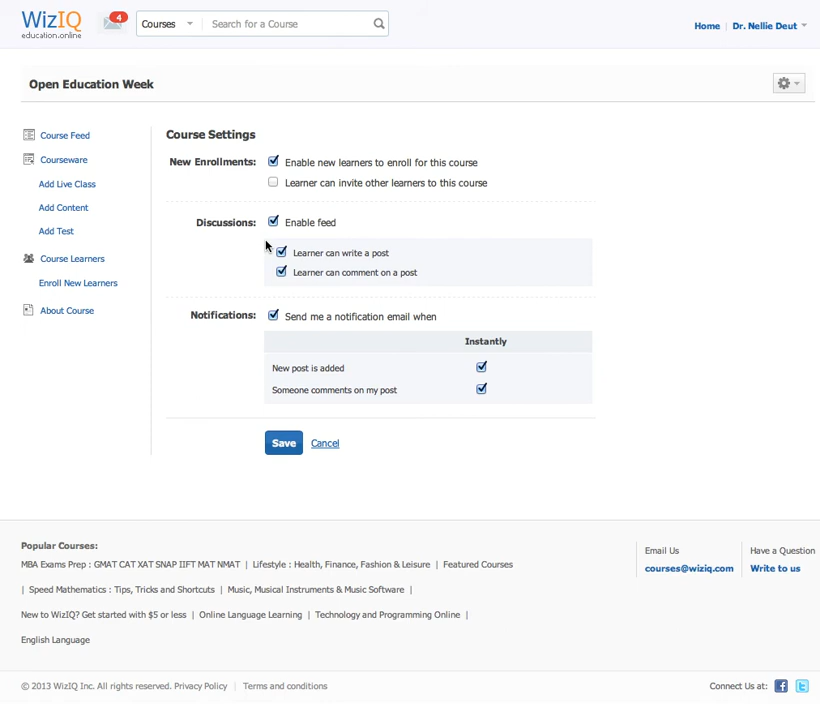 WizIQ
education.online
4
Courses
Search for a Course
Home
Dr. Nellie Deut
Open Education Week
Course Feed
Courseware
Add Live Class
Add Content
Add Test
Course Learners
Enroll New Learners
About Course
Course Settings
New Enrollments: Enable new learners to enroll for this course
Learner can invite other learners to this course
Discussions: Enable feed
Learner can write a post
Learner can comment on a post
Notifications: Send me a notification email when
Instantly
New post is added
Someone comments on my post
Save Cancel
Popular Courses:
MBA Exams Prep : GMAT CAT XAT SNAP IIFT MAT NMAT | Lifestyle : Health, Finance, Fashion & Leisure | Featured Courses
| Speed Mathematics : Tips, Tricks and Shortcuts | Music, Musical Instruments & Music Software |
New to WizIQ? Get started with $5 or less | Online Language Learning | Technology and Programming Online |
English Language
Email Us
courses@wiziq.com
Have a Question
Write to us
© 2013 WizIQ Inc. All rights reserved. Privacy Policy | Terms and conditions
Connect Us at: